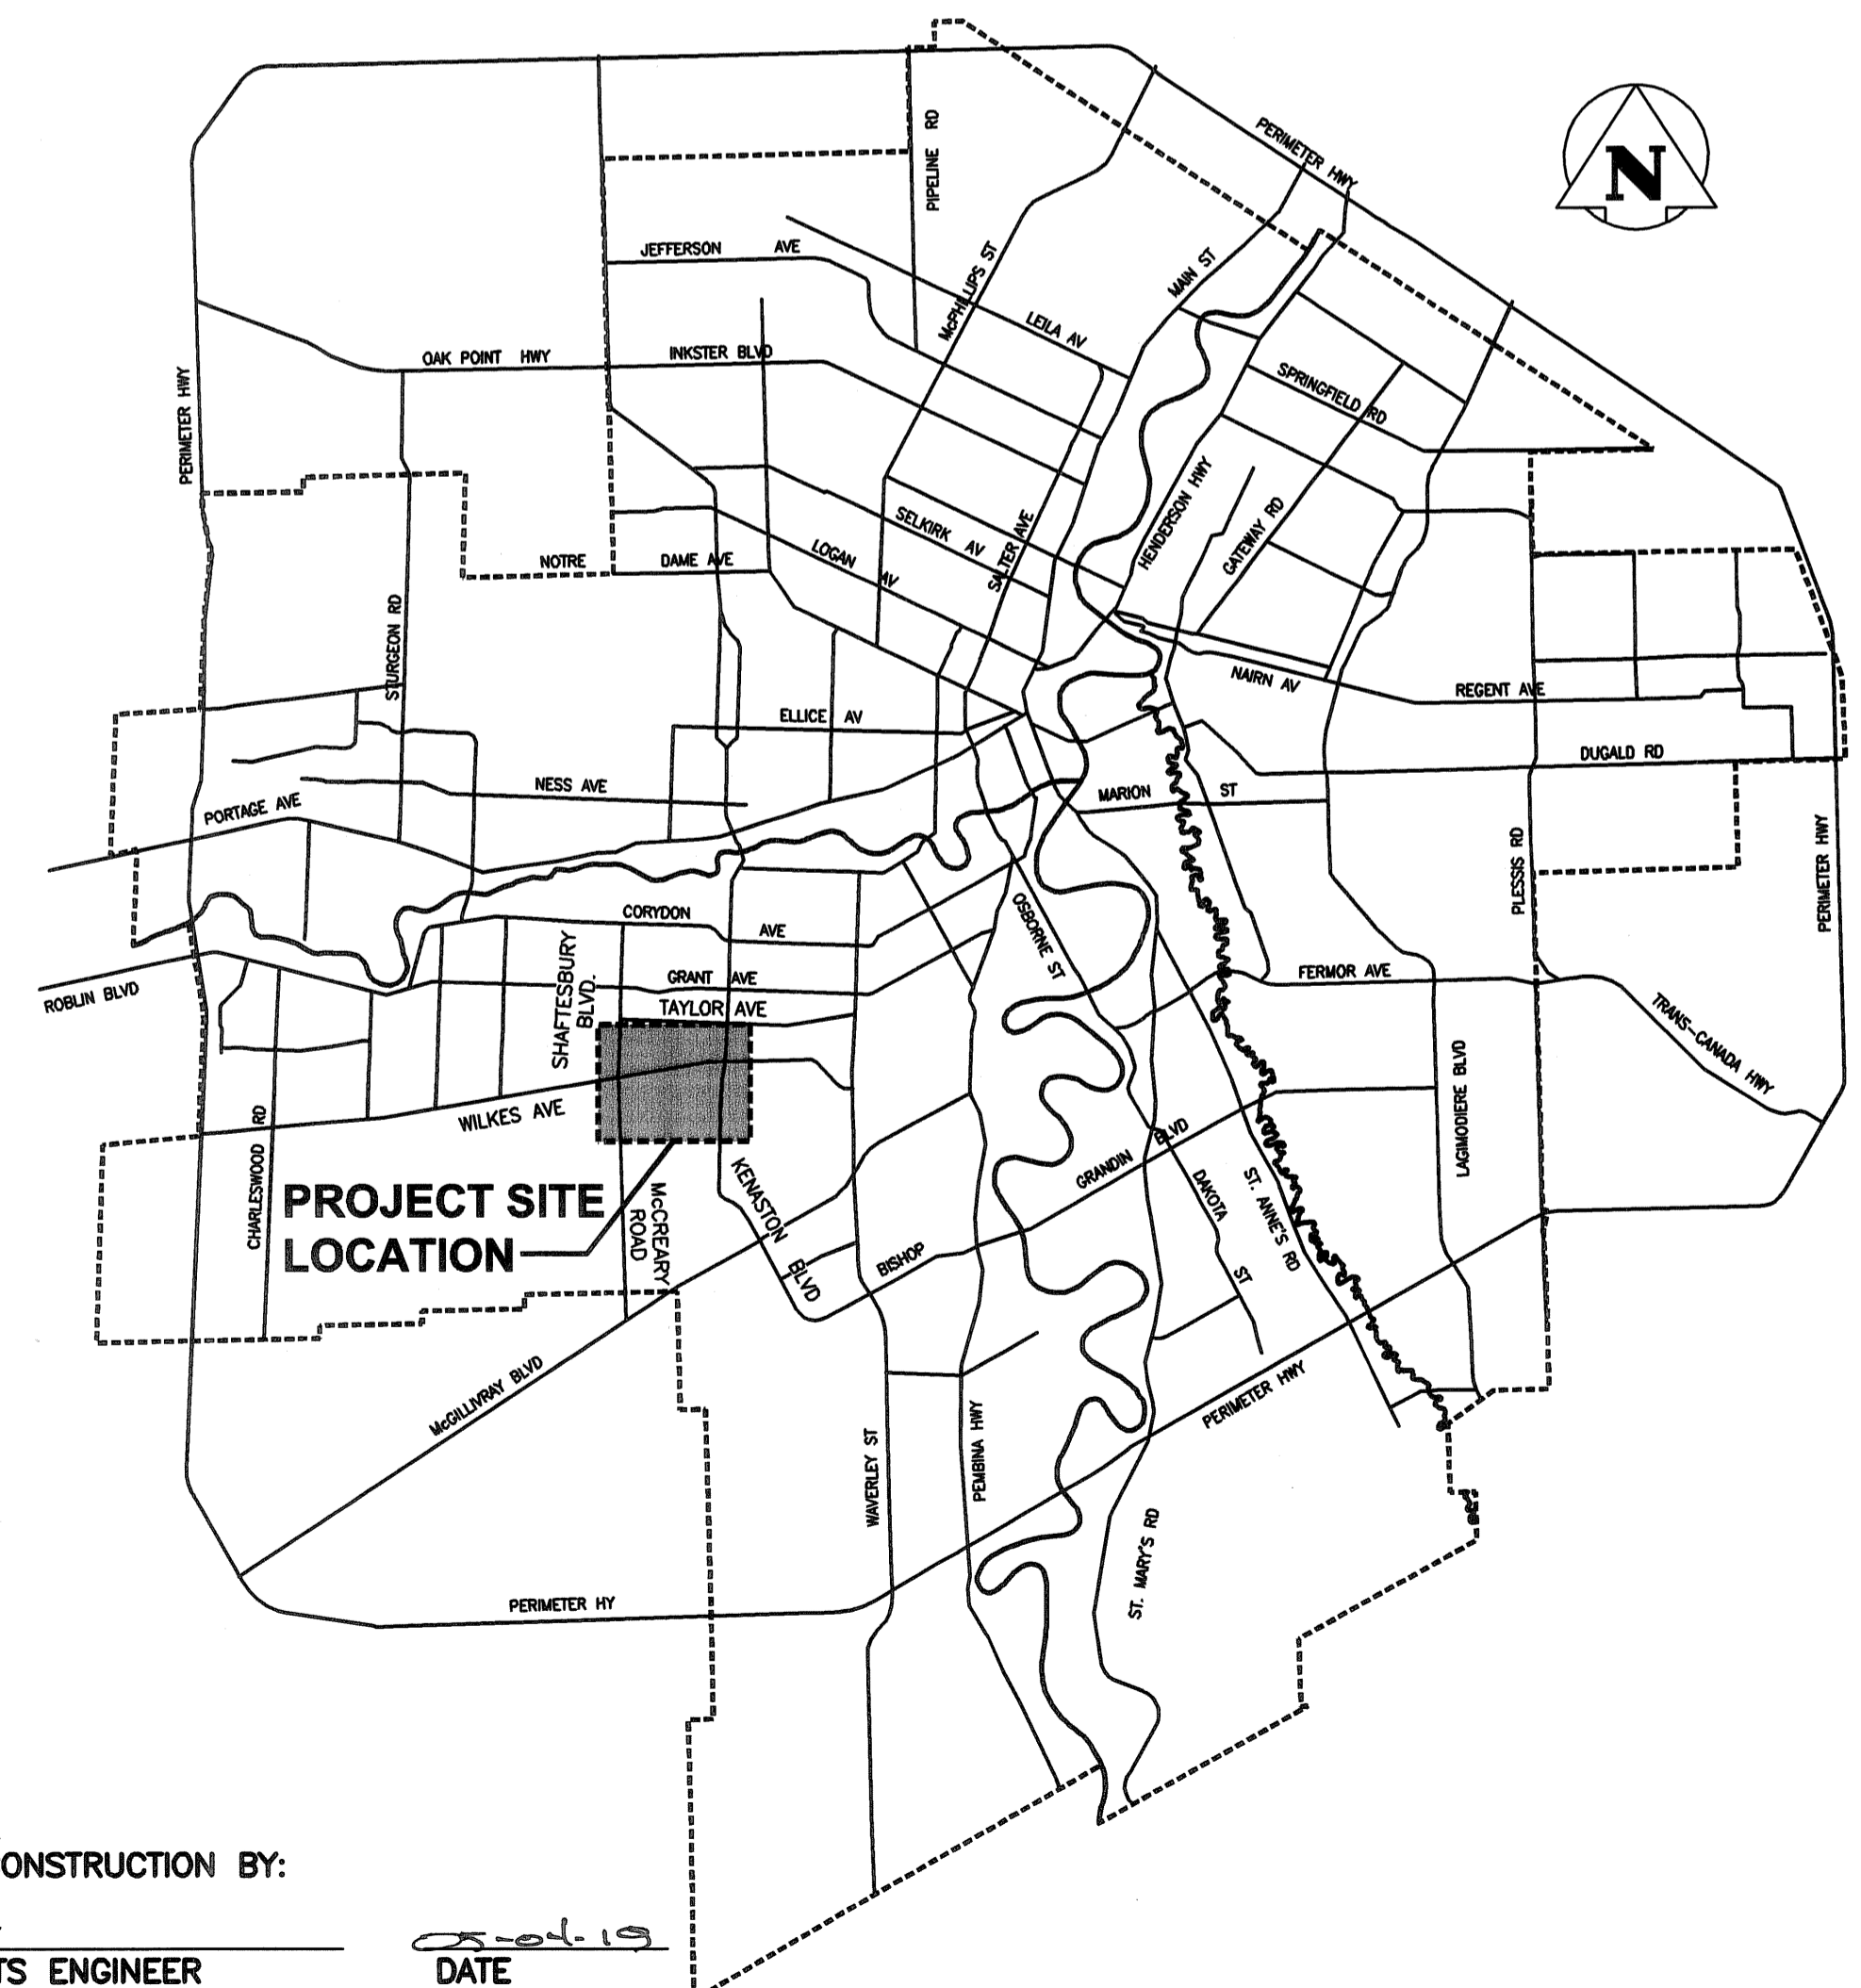 PERIMETER HWY
N
PIPELINE RD
JEFFERSON AVE
McPHILLIPS ST
MAIN ST
LEILA AV
OAK POINT HWY
INKSTER BLVD
PERIMETER HWY
SPRINGFIELD RD
HENDERSON HWY
GATEWAY RD
SELKIRK AV
SALTER AVE
LOGAN AV
NOTRE DAME AVE
STURGEON RD
NAIRN AV
REGENT AVE
ELLICE AV
DUGALD RD
NESS AVE
MARION ST
PORTAGE AVE
PLESSIS RD
PERIMETER HWY
CORYDON AVE
OSBORNE ST
SHAFTESBURY
BLVD.
GRANT AVE
FERMOR AVE
ROBLIN BLVD
TAYLOR AVE
TRANS-CANADA HWY
LAGIMODIERE BLVD
WILKES AVE
CHARLESWOOD RD
PROJECT SITE
LOCATION
McCREARY
ROAD
KENASTON BLVD
BISHOP GRANDIN BLVD
DAKOTA ST
ST. ANNE'S RD
McGILLIVRAY BLVD
PERIMETER HWY
WAVERLEY ST
PEMBINA HWY
ST. MARY'S RD
PERIMETER HY
ONSTRUCTION BY:
05-04-19
TS ENGINEER
DATE